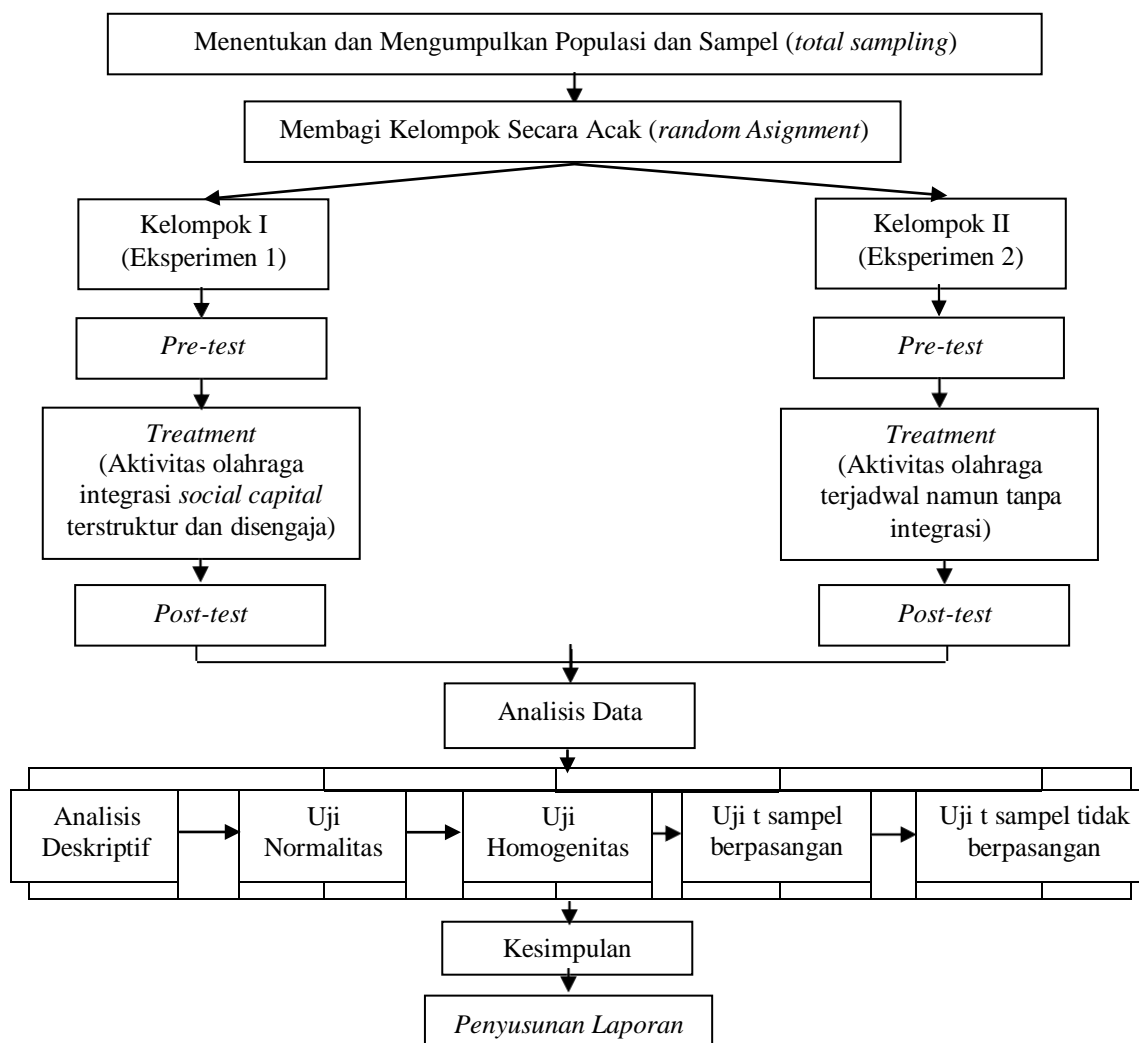 Menentukan dan Mengumpulkan Populasi dan Sampel (total sampling)
Membagi Kelompok Secara Acak (random Asignment)
Kelompok I
(Eksperimen 1)
Kelompok II
(Eksperimen 2)
Pre-test
Pre-test
Treatment
(Aktivitas olahraga
integrasi social capital
terstruktur dan disengaja)
Treatment
(Aktivitas olahraga
terjadwal namun tanpa
integrasi)
Post-test
Post-test
Analisis Data
Analisis
Deskriptif
Uji
Normalitas
Uji
Homogenitas
Uji t sampel
berpasangan
Uji t sampel tidak
berpasangan
Kesimpulan
Penyusunan Laporan